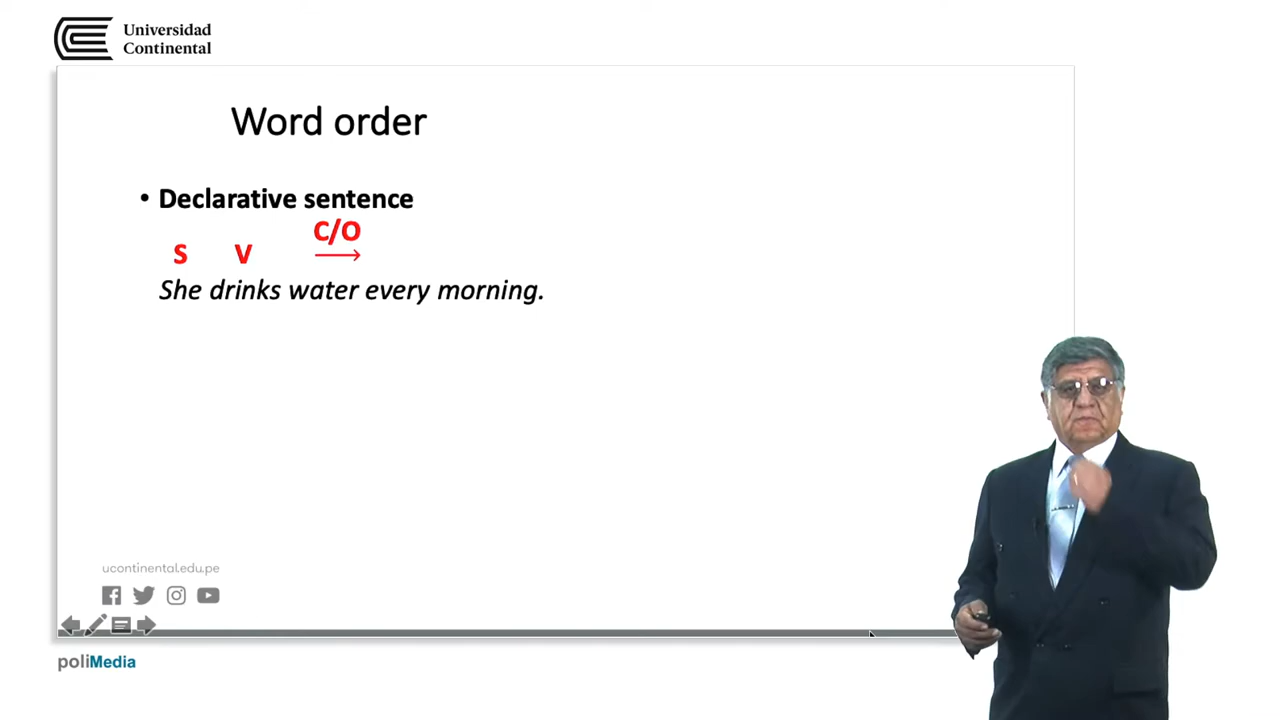 Universidad
Continental
Word order
• Declarative sentence
C/O
S V →
She drinks water every morning.
ucontinental.edu.pe
poliMedia